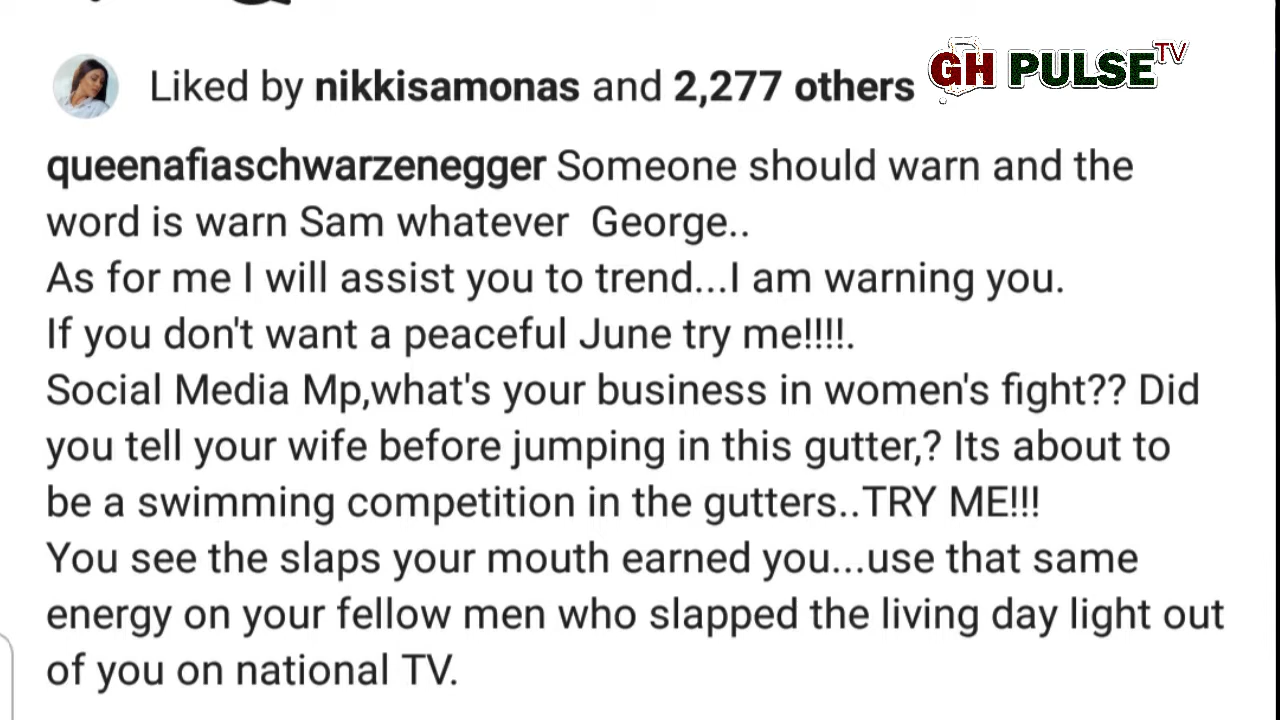 Liked by nikkisamonas and 2,277 others
GH PULSE TV
queenafiaschwarzenegger Someone should warn and the
word is warn Sam whatever  George..
As for me I will assist you to trend...I am warning you.
If you don't want a peaceful June try me!!!!.
Social Media Mp,what's your business in women's fight?? Did
you tell your wife before jumping in this gutter,? Its about to
be a swimming competition in the gutters..TRY ME!!!
You see the slaps your mouth earned you...use that same
energy on your fellow men who slapped the living day light out
of you on national TV.